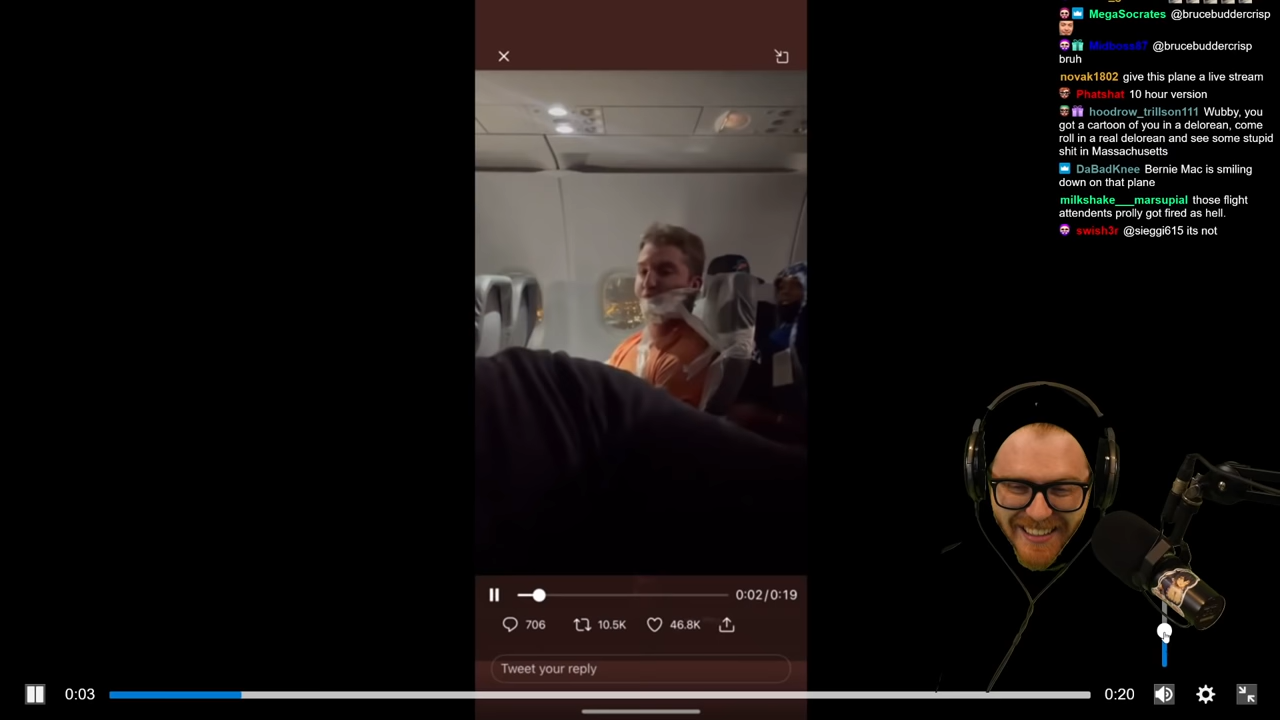 MegaSocrates @brucebuddercrisp
Midboss67 @brucebuddercrisp
bruh
novak1802 give this plane a live stream
Phatshat 10 hour version
hoodrow_trillson111 Wubby, you
got a cartoon of you in a delorean, come
roll in a real delorean and see some stupid
shit in Massachusetts
DaBadKnee Bernie Mac is smiling
down on that plane
milkshake___marsupial those flight
attendents prolly got fired as hell.
swish3r @sieggi615 its not
0:02/0:19
706
10.5K
46.8K
Tweet your reply
0:03
0:20